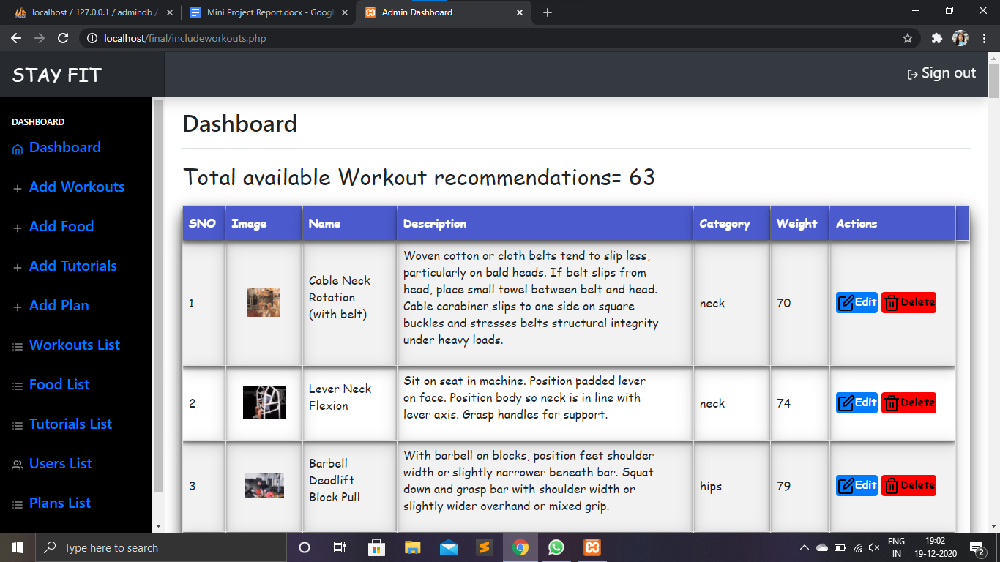 localhost / 127.0.0.1 / admindb /
Mini Project Report.docx - Googl
Admin Dashboard
localhost/final/includeworkouts.php
STAY FIT
Sign out
DASHBOARD
Dashboard
Add Workouts
Add Food
Add Tutorials
Add Plan
Workouts List
Food List
Tutorials List
Users List
Plans List
Dashboard
Total available Workout recommendations= 63
SNO Image Name Description Category Weight Actions
1
Cable Neck
Rotation
(with belt)
Woven cotton or cloth belts tend to slip less,
particularly on bald heads. If belt slips from
head, place small towel between belt and head.
Cable carabiner slips to one side on square
buckles and stresses belts structural integrity
under heavy loads.
neck
70
Edit Delete
2
Lever Neck
Flexion
Sit on seat in machine. Position padded lever
on face. Position body so neck is in line with
lever axis. Grasp handles for support.
neck
74
Edit Delete
3
Barbell
Deadlift
Block Pull
With barbell on blocks, position feet shoulder
width or slightly narrower beneath bar. Squat
down and grasp bar with shoulder width or
slightly wider overhand or mixed grip.
hips
79
Edit Delete
Type here to search
ENG
IN
19:02
19-12-2020
2